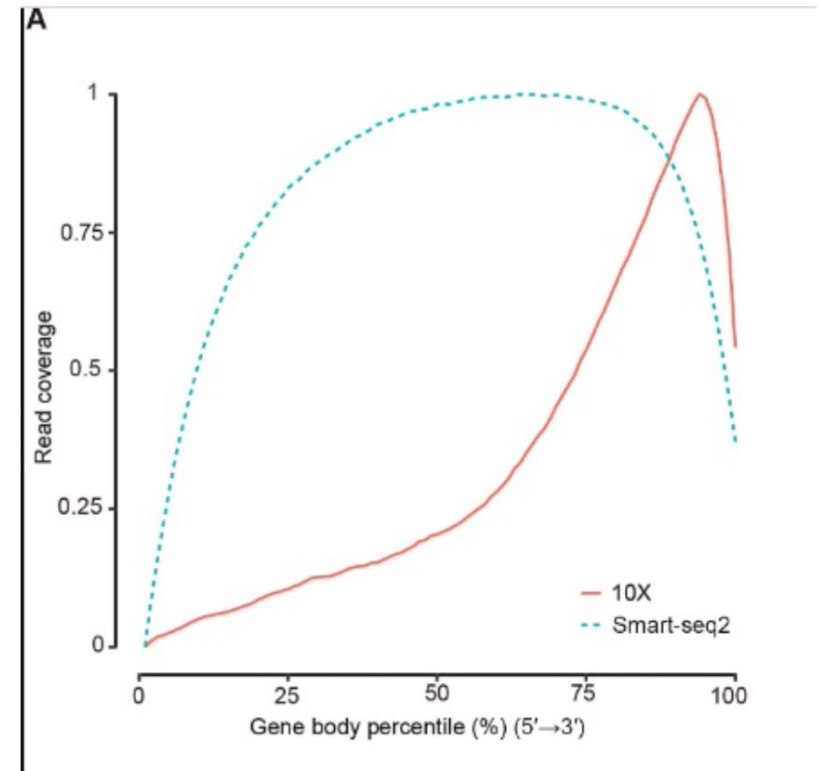 A
1
0.75
0.5
0.25
0
Read coverage
10X
Smart-seq2
0 25 50 75 100
Gene body percentile (%) (5′→3′)